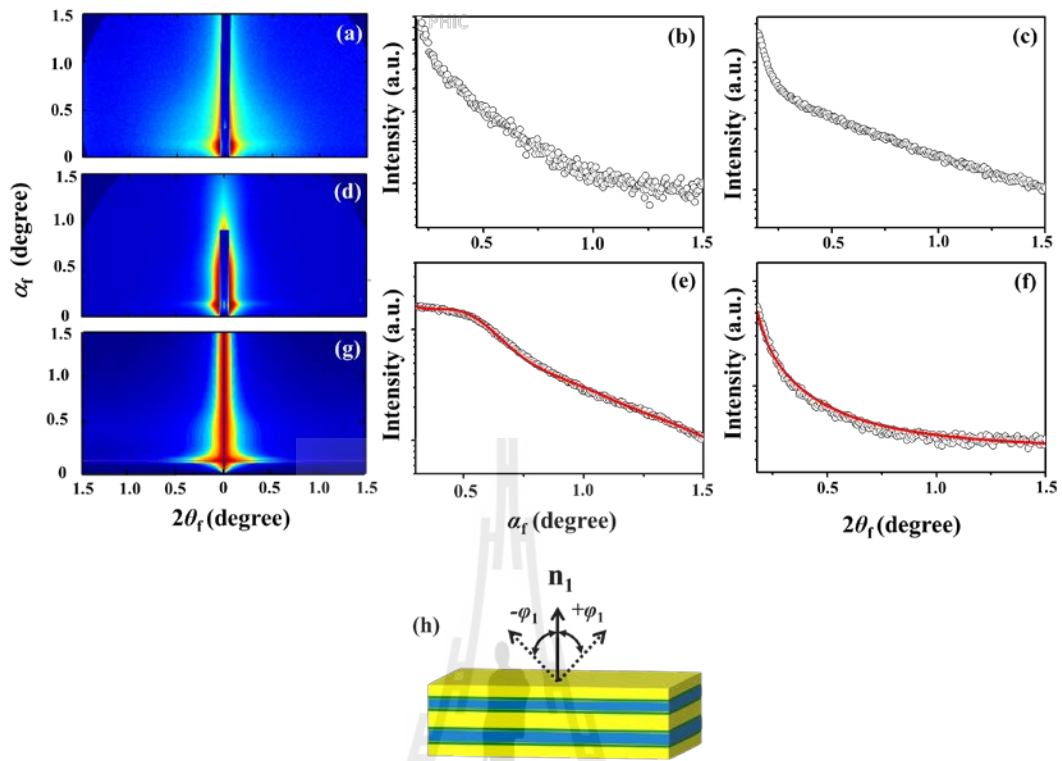 1.5
(a)
1.0
0.5
0
1.5
(d)
1.0
0.5
0
1.5
(g)
1.0
0.5
0
1.5 1.0 0.5 0 0.5 1.0 1.5
αf (degree)
2θf (degree)
PHIC
(b)
Intensity (a.u.)
0.5 1.0 1.5
(c)
Intensity (a.u.)
0.5 1.0 1.5
(e)
Intensity (a.u.)
0.5 1.0 1.5
αf (degree)
(f)
Intensity (a.u.)
0.5 1.0 1.5
2θf (degree)
(h)
n1
-φ1 +φ1